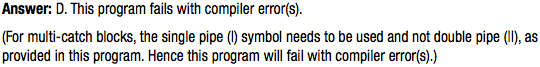 Answer: D. This program fails with compiler error(s).
(For multi-catch blocks, the single pipe (|) symbol needs to be used and not double pipe (||), as
provided in this program. Hence this program will fail with compiler error(s).)